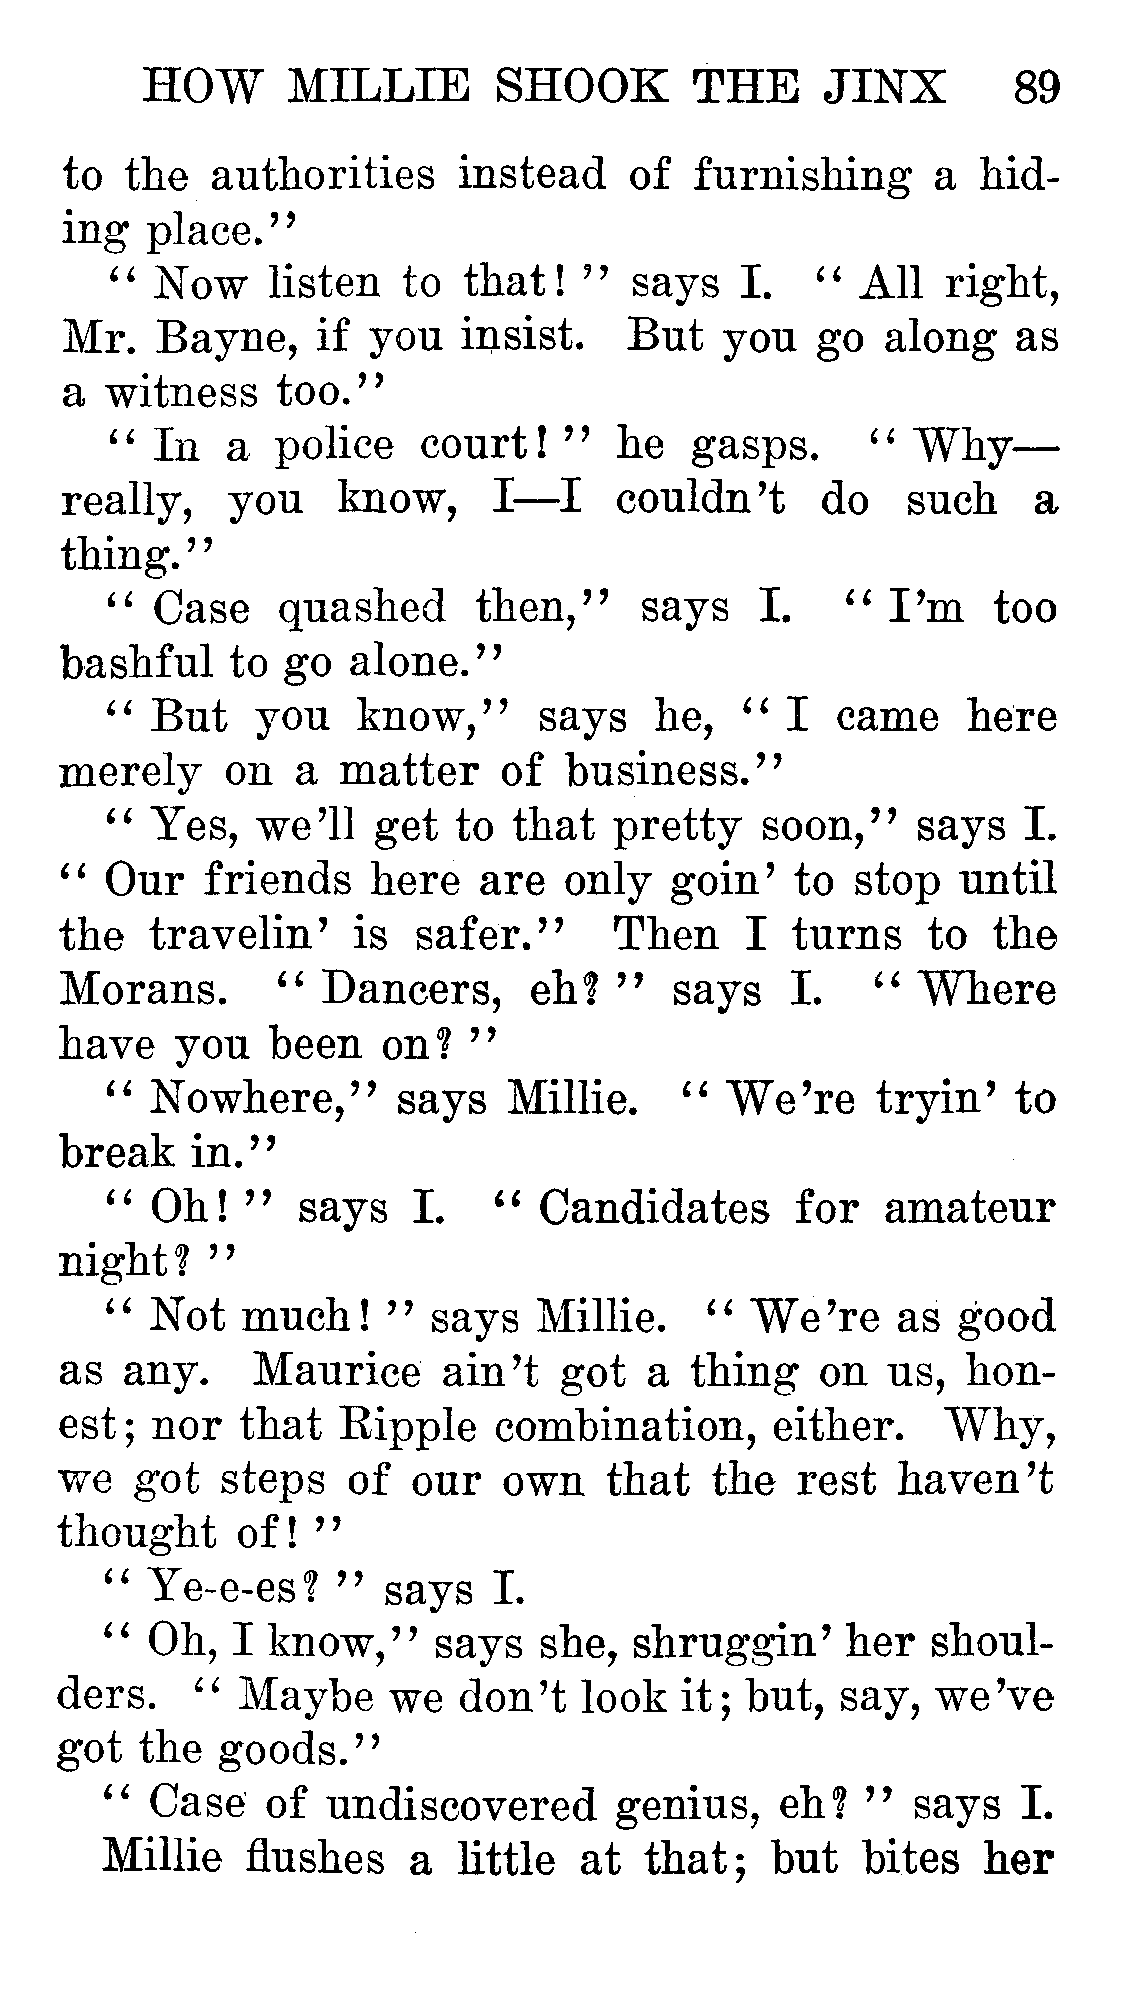 HOW MILLIE SHOOK THE JINX 89
to the authorities instead of furnishing a hid-
ing place."
"Now listen to that!" says I. "All right,
Mr. Bayne, if you insist. But you go along as
a witness too."
"In a police court!" he gasps. "Why—
really, you know, I—I couldn't do such a
thing."
"Case quashed then," says I. "I'm too
bashful to go alone."
"But you know," says he, "I came here
merely on a matter of business."
"Yes, we'll get to that pretty soon," says I.
"Our friends here are only goin' to stop until
the travelin' is safer." Then I turns to the
Morans. "Dancers, eh?" says I. "Where
have you been on?"
"Nowhere," says Millie. "We're tryin' to
break in."
"Oh!" says I. "Candidates for amateur
night?"
"Not much!" says Millie. "We're as good
as any. Maurice ain't got a thing on us, hon-
est; nor that Ripple combination, either. Why,
we got steps of our own that the rest haven't
thought of!"
"Ye-e-es?" says I.
"Oh, I know," says she, shruggin' her shoul-
ders. "Maybe we don't look it; but, say, we've
got the goods."
"Case of undiscovered genius, eh?" says I.
Millie flushes a little at that; but bites her